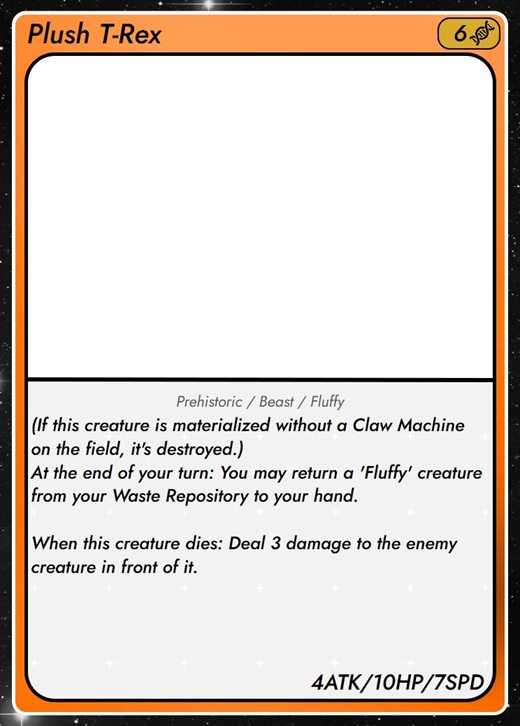 Plush T-Rex
6
Prehistoric / Beast / Fluffy
(If this creature is materialized without a Claw Machine
on the field, it's destroyed.)
At the end of your turn: You may return a 'Fluffy' creature
from your Waste Repository to your hand.
When this creature dies: Deal 3 damage to the enemy
creature in front of it.
4ATK/10HP/7SPD